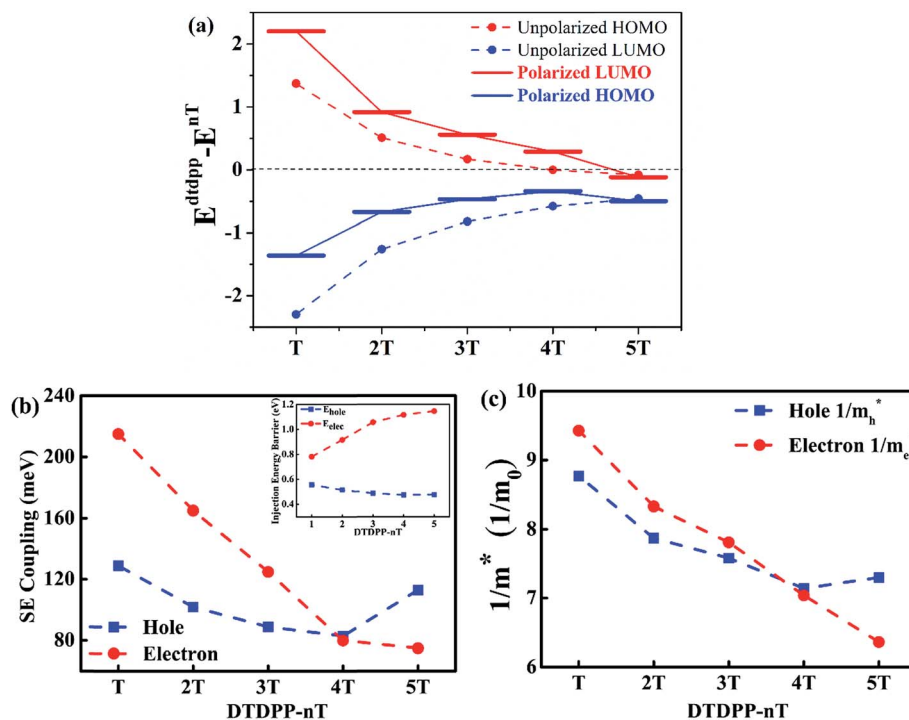 (a)
E^dtdpp-E^nT
2
1
0
-1
-2
Unpolarized HOMO
Unpolarized LUMO
Polarized LUMO
Polarized HOMO
T 2T 3T 4T 5T
(b)
SE Coupling (meV)
240
200
160
120
80
Injection Energy Barrier (eV)
1.2
1.0
0.8
0.6
0.4
E_hole
E_elec
1 2 3 4 5
DTDPP-nT
Hole
Electron
T 2T 3T 4T 5T
DTDPP-nT
(c)
1/m* (1/m_0)
10
9
8
7
6
Hole 1/m_h*
Electron 1/m_e
T 2T 3T 4T 5T
DTDPP-nT